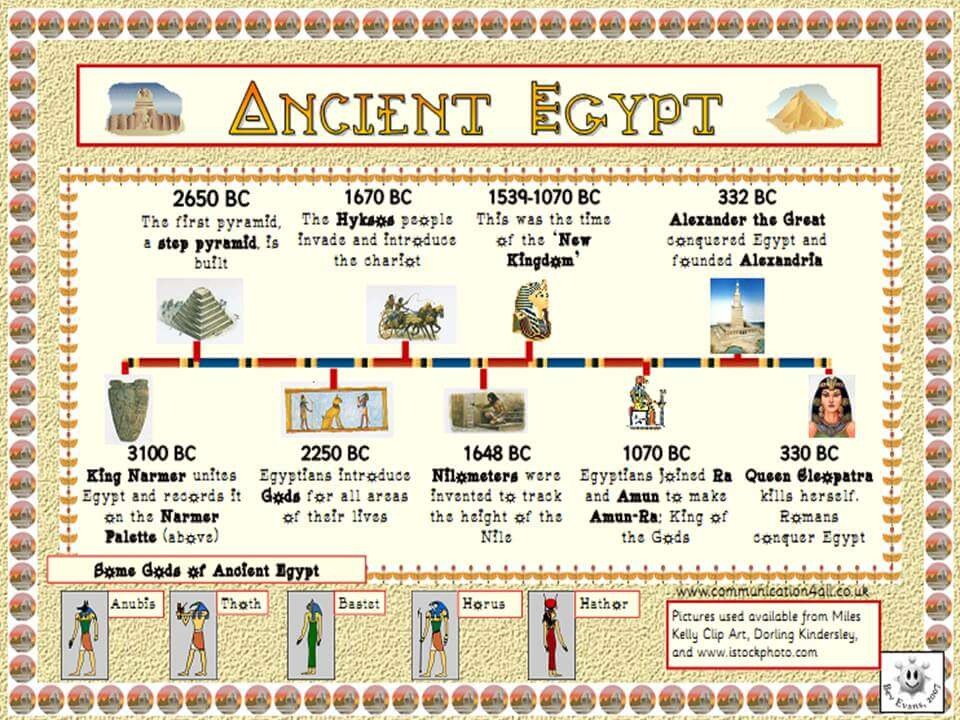 Ancient Egypt
2650 BC
The first pyramid,
a step pyramid, is
built
1670 BC
The Hyksos people
invade and introduce
the chariot
1539-1070 BC
This was the time
of the ‘New
Kingdom’
332 BC
Alexander the Great
conquered Egypt and
founded Alexandria
3100 BC
King Narmer unites
Egypt and records it
on the Narmer
Palette (above)
2250 BC
Egyptians introduce
Gods for all areas
of their lives
1648 BC
Nilometers were
invented to track
the height of the
Nile
1070 BC
Egyptians joined Ra
and Amun to make
Amun-Ra; King of
the Gods
330 BC
Queen Cleopatra
kills herself.
Romans
conquer Egypt
Some Gods of Ancient Egypt
Anubis
Thoth
Bastet
Horus
Hathor
www.communication4all.co.uk
Pictures used available from Miles
Kelly Clip Art, Dorling Kindersley,
and www.istockphoto.com
Bev Evans, 2007